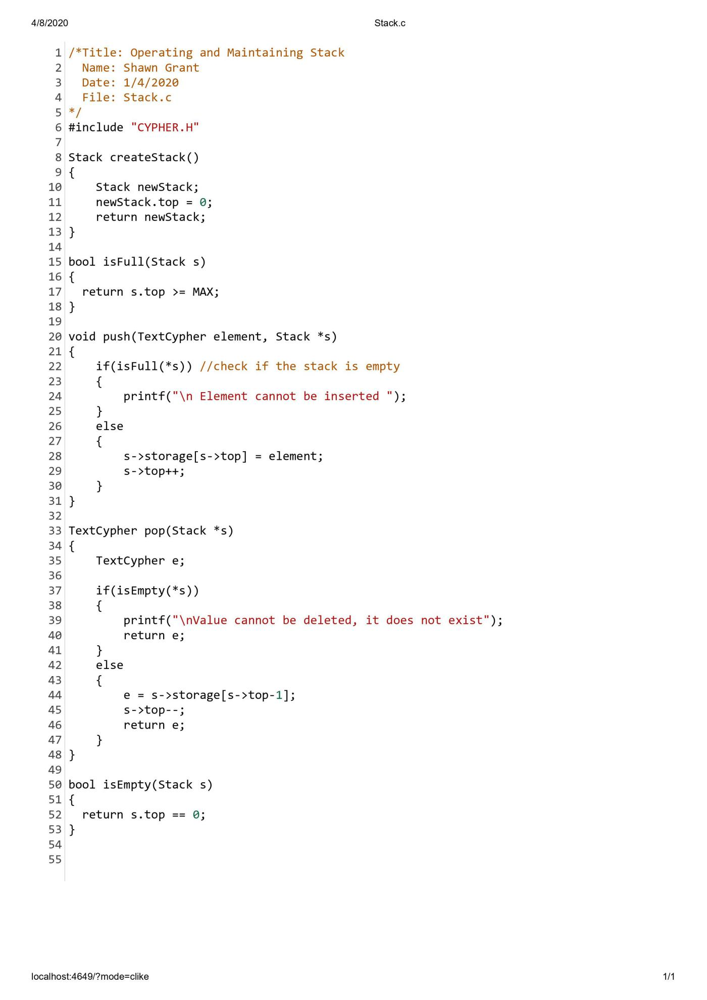 4/8/2020 Stack.c
1 /*Title: Operating and Maintaining Stack
2   Name: Shawn Grant
3   Date: 1/4/2020
4   File: Stack.c
5 */
6 #include "CYPHER.H"
7
8 Stack createStack()
9 {
10     Stack newStack;
11     newStack.top = 0;
12     return newStack;
13 }
14
15 bool isFull(Stack s)
16 {
17   return s.top >= MAX;
18 }
19
20 void push(TextCypher element, Stack *s)
21 {
22     if(isFull(*s)) //check if the stack is empty
23     {
24         printf("\n Element cannot be inserted ");
25     }
26     else
27     {
28         s->storage[s->top] = element;
29         s->top++;
30     }
31 }
32
33 TextCypher pop(Stack *s)
34 {
35     TextCypher e;
36
37     if(isEmpty(*s))
38     {
39         printf("\nValue cannot be deleted, it does not exist");
40         return e;
41     }
42     else
43     {
44         e = s->storage[s->top-1];
45         s->top--;
46         return e;
47     }
48 }
49
50 bool isEmpty(Stack s)
51 {
52   return s.top == 0;
53 }
54
55
localhost:4649/?mode=clike 1/1